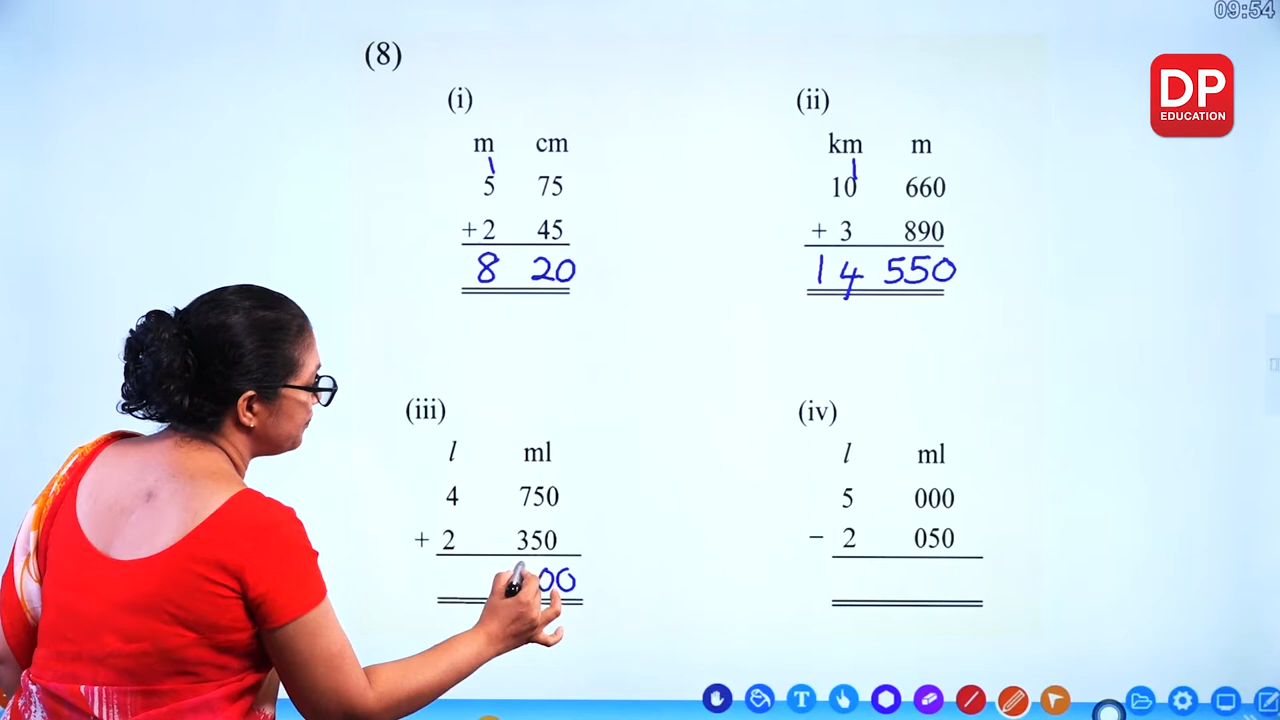 09:54
(8)
DP
EDUCATION
(i)
m cm
1
5 75
+ 2 45
8 20
(ii)
km m
1
10 660
+ 3 890
14 550
(iii)
l ml
4 750
+ 2 350
00
(iv)
l ml
5 000
− 2 050
T